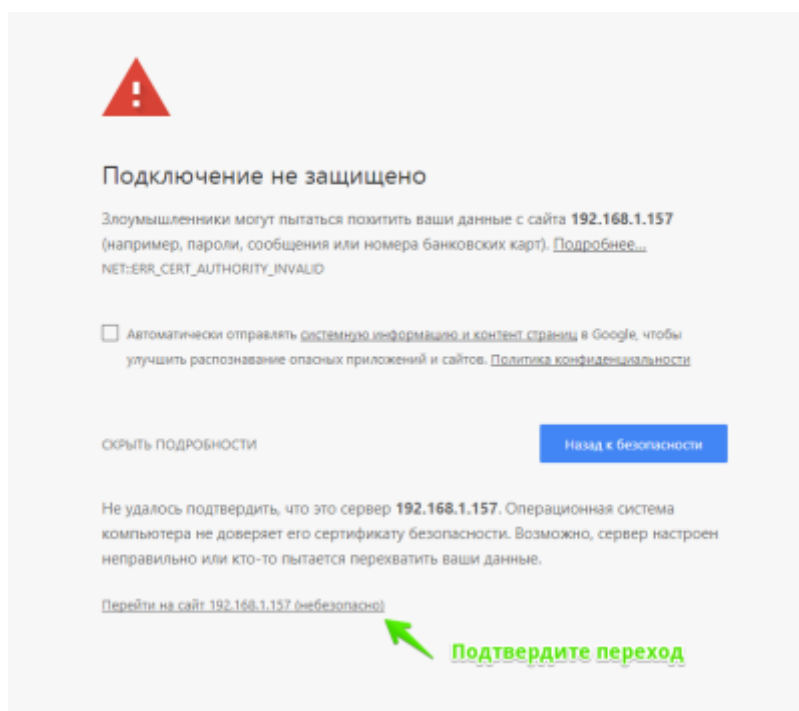 Подключение не защищено
Злоумышленники могут пытаться похитить ваши данные с сайта 192.168.1.157
(например, пароли, сообщения или номера банковских карт). Подробнее...
NET::ERR_CERT_AUTHORITY_INVALID
Автоматически отправлять системную информацию и контент страниц в Google, чтобы
улучшить распознавание опасных приложений и сайтов. Политика конфиденциальности
СКРЫТЬ ПОДРОБНОСТИ
Назад к безопасности
Не удалось подтвердить, что это сервер 192.168.1.157. Операционная система
компьютера не доверяет его сертификату безопасности. Возможно, сервер настроен
неправильно или кто-то пытается перехватить ваши данные.
Перейти на сайт 192.168.1.157 (небезопасно)
Подтвердите переход